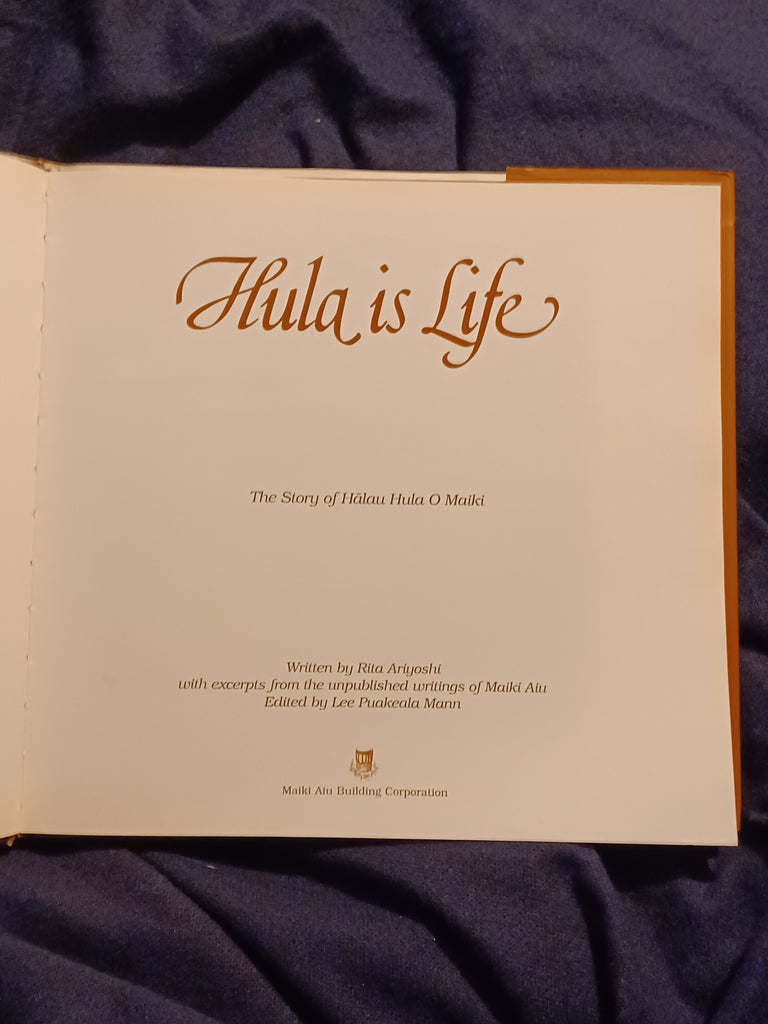 Hula is Life
The Story of Hālau Hula O Maiki
Written by Rita Ariyoshi
with excerpts from the unpublished writings of Maiki Aiu
Edited by Lee Puakeala Mann
Maiki Aiu Building Corporation